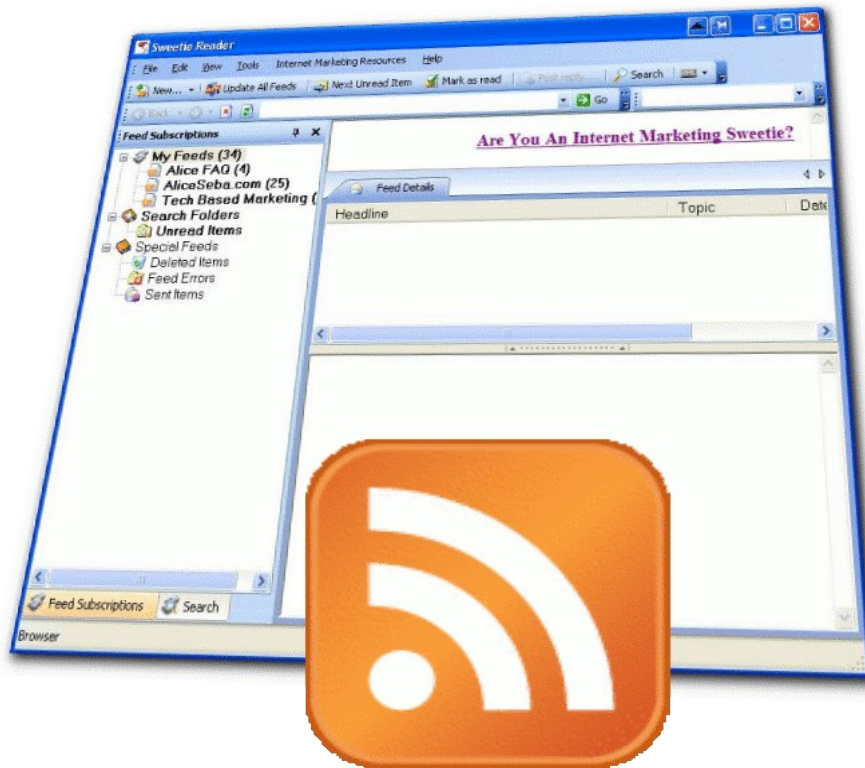 Sweetie Reader
File Edit View Tools Internet Marketing Resources Help
New... Update All Feeds Next Unread Item Mark as read Post reply... Search
Back Go
Feed Subscriptions
Are You An Internet Marketing Sweetie?
My Feeds (34)
Alice FAQ (4)
AliceSeba.com (25)
Tech Based Marketing (
Search Folders
Unread Items
Special Feeds
Deleted Items
Feed Errors
Sent Items
Feed Details
Headline Topic Date
Feed Subscriptions Search
Browser